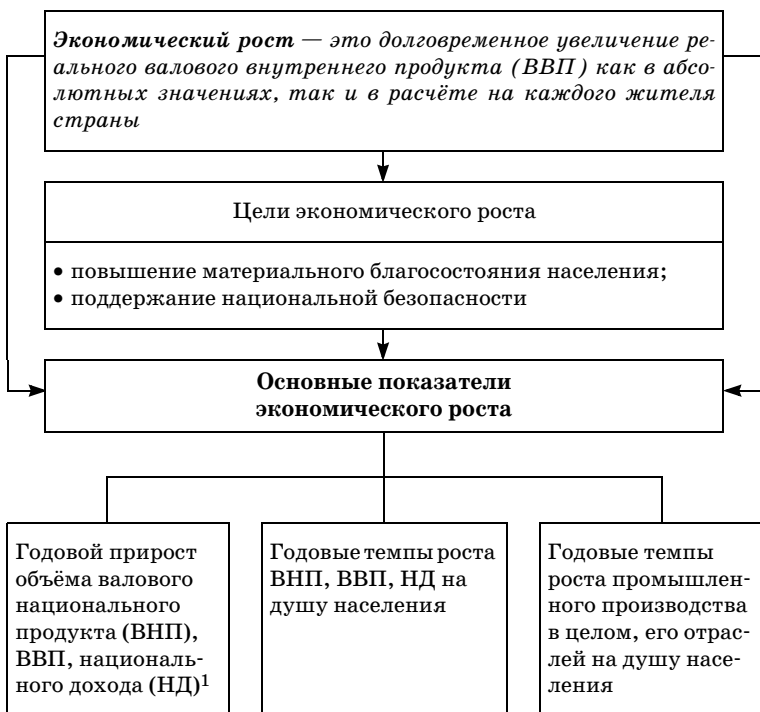 Экономический рост — это долговременное увеличение ре-
ального валового внутреннего продукта (ВВП) как в абсо-
лютных значениях, так и в расчёте на каждого жителя
страны
Цели экономического роста
• повышение материального благосостояния населения;
• поддержание национальной безопасности
Основные показатели
экономического роста
Годовой прирост
объёма валового
национального
продукта (ВНП),
ВВП, националь-
ного дохода (НД)¹
Годовые темпы роста
ВНП, ВВП, НД на
душу населения
Годовые темпы
роста промышлен-
ного производства
в целом, его отрас-
лей на душу насе-
ления